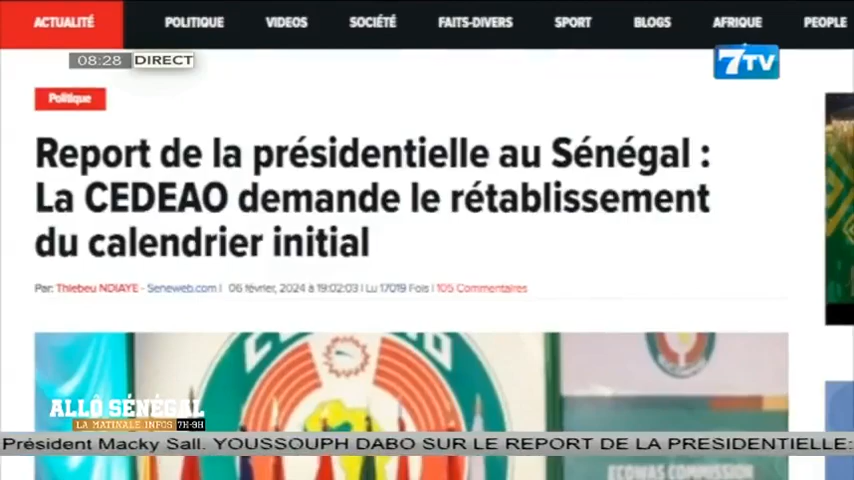 ACTUALITÉ POLITIQUE VIDEOS SOCIÉTÉ FAITS-DIVERS SPORT BLOGS AFRIQUE PEOPLE
08:28 DIRECT
7TV
Politique
Report de la présidentielle au Sénégal :
La CEDEAO demande le rétablissement
du calendrier initial
Par: Thiebeu NDIAYE - Seneweb.com | 06 février, 2024 à 19:02:03 | Lu 17019 Fois | 105 Commentaires
ALLÔ SÉNÉGAL
LA MATINALE INFOS 7H-9H
Président Macky Sall. YOUSSOUPH DABO SUR LE REPORT DE LA PRESIDENTIELLE:
ECOWAS COMMISSION